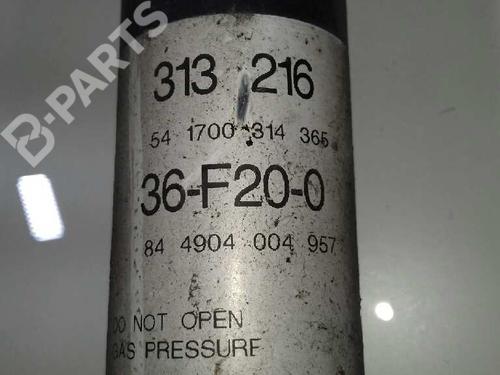 B-PARTS
313 216
54 1700 314 365
36-F20-0
84 4904 004 957
DO NOT OPEN
GAS PRESSURE